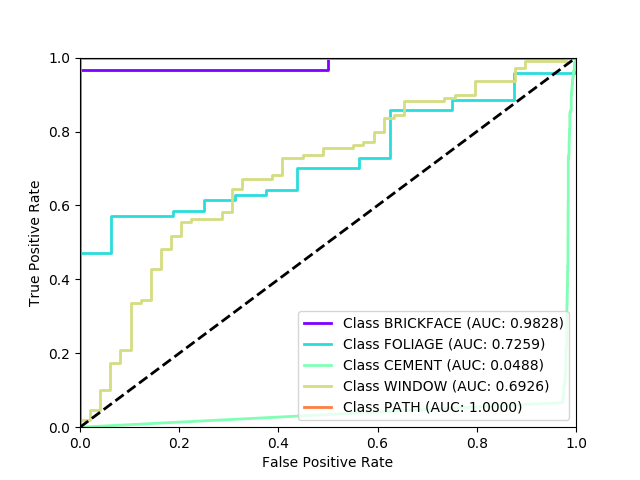 1.0
0.8
0.6
0.4
0.2
0.0
True Positive Rate
Class BRICKFACE (AUC: 0.9828)
Class FOLIAGE (AUC: 0.7259)
Class CEMENT (AUC: 0.0488)
Class WINDOW (AUC: 0.6926)
Class PATH (AUC: 1.0000)
0.0 0.2 0.4 0.6 0.8 1.0
False Positive Rate